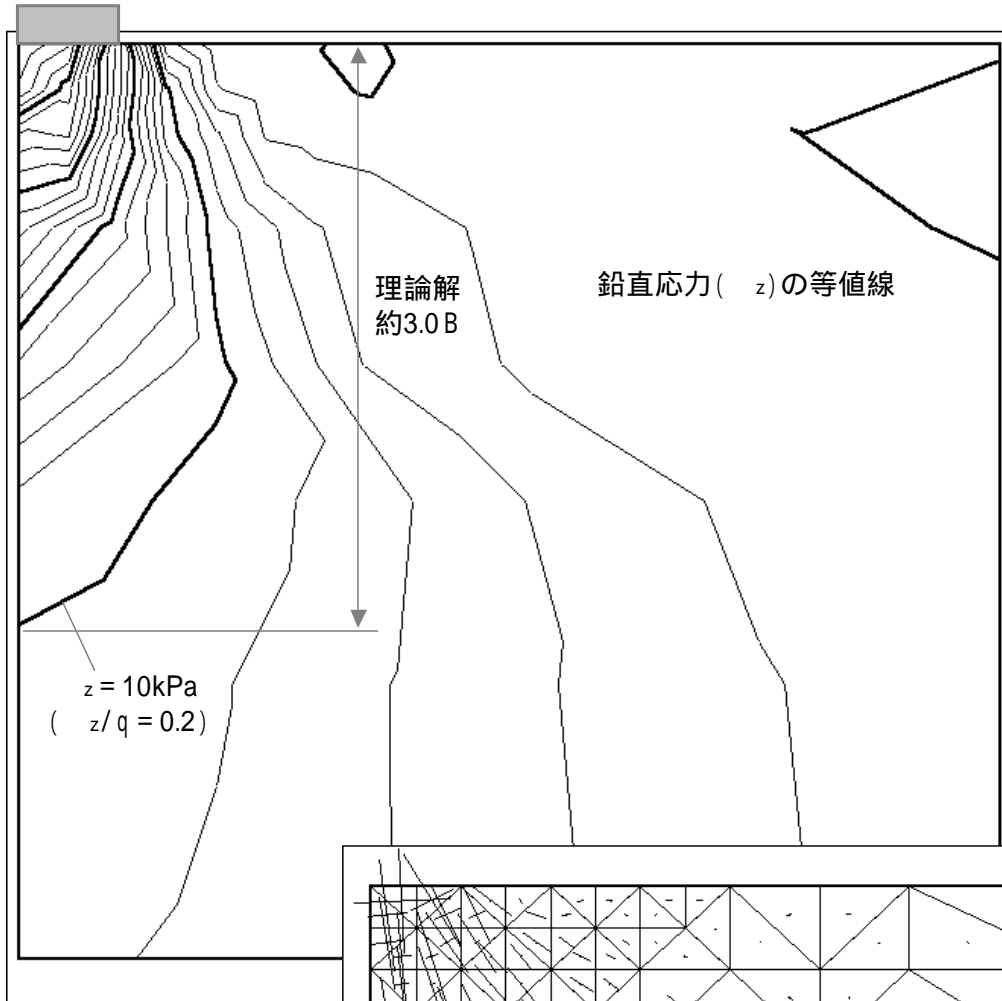 理論解
約3.0 B
鉛直応力( z)の等値線
z = 10kPa
( z/ q = 0.2)